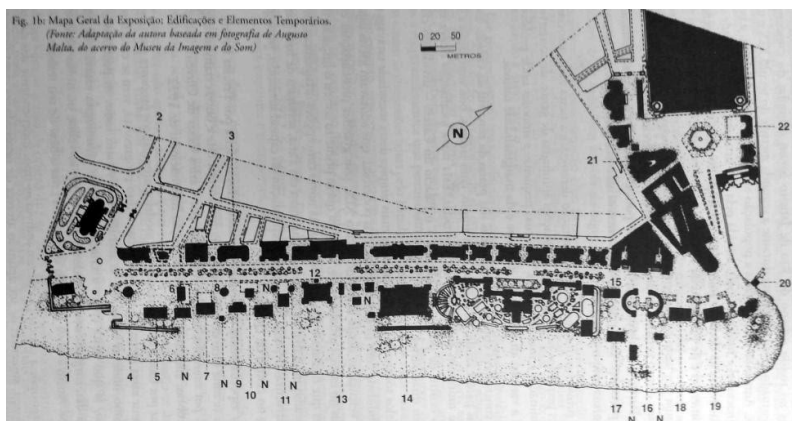 Fig. 1b: Mapa Geral da Exposição: Edificações e Elementos Temporários.
(Fonte: Adaptação da autora baseada em fotografia de Augusto
Malta, do acervo do Museu da Imagem e do Som)
0 20 50
METROS
N
2
3
22
21
6
8
N
12
N
15
20
1
4
5
N
7
N
9
10
N
11
N
13
14
17
N
16
N
18
19